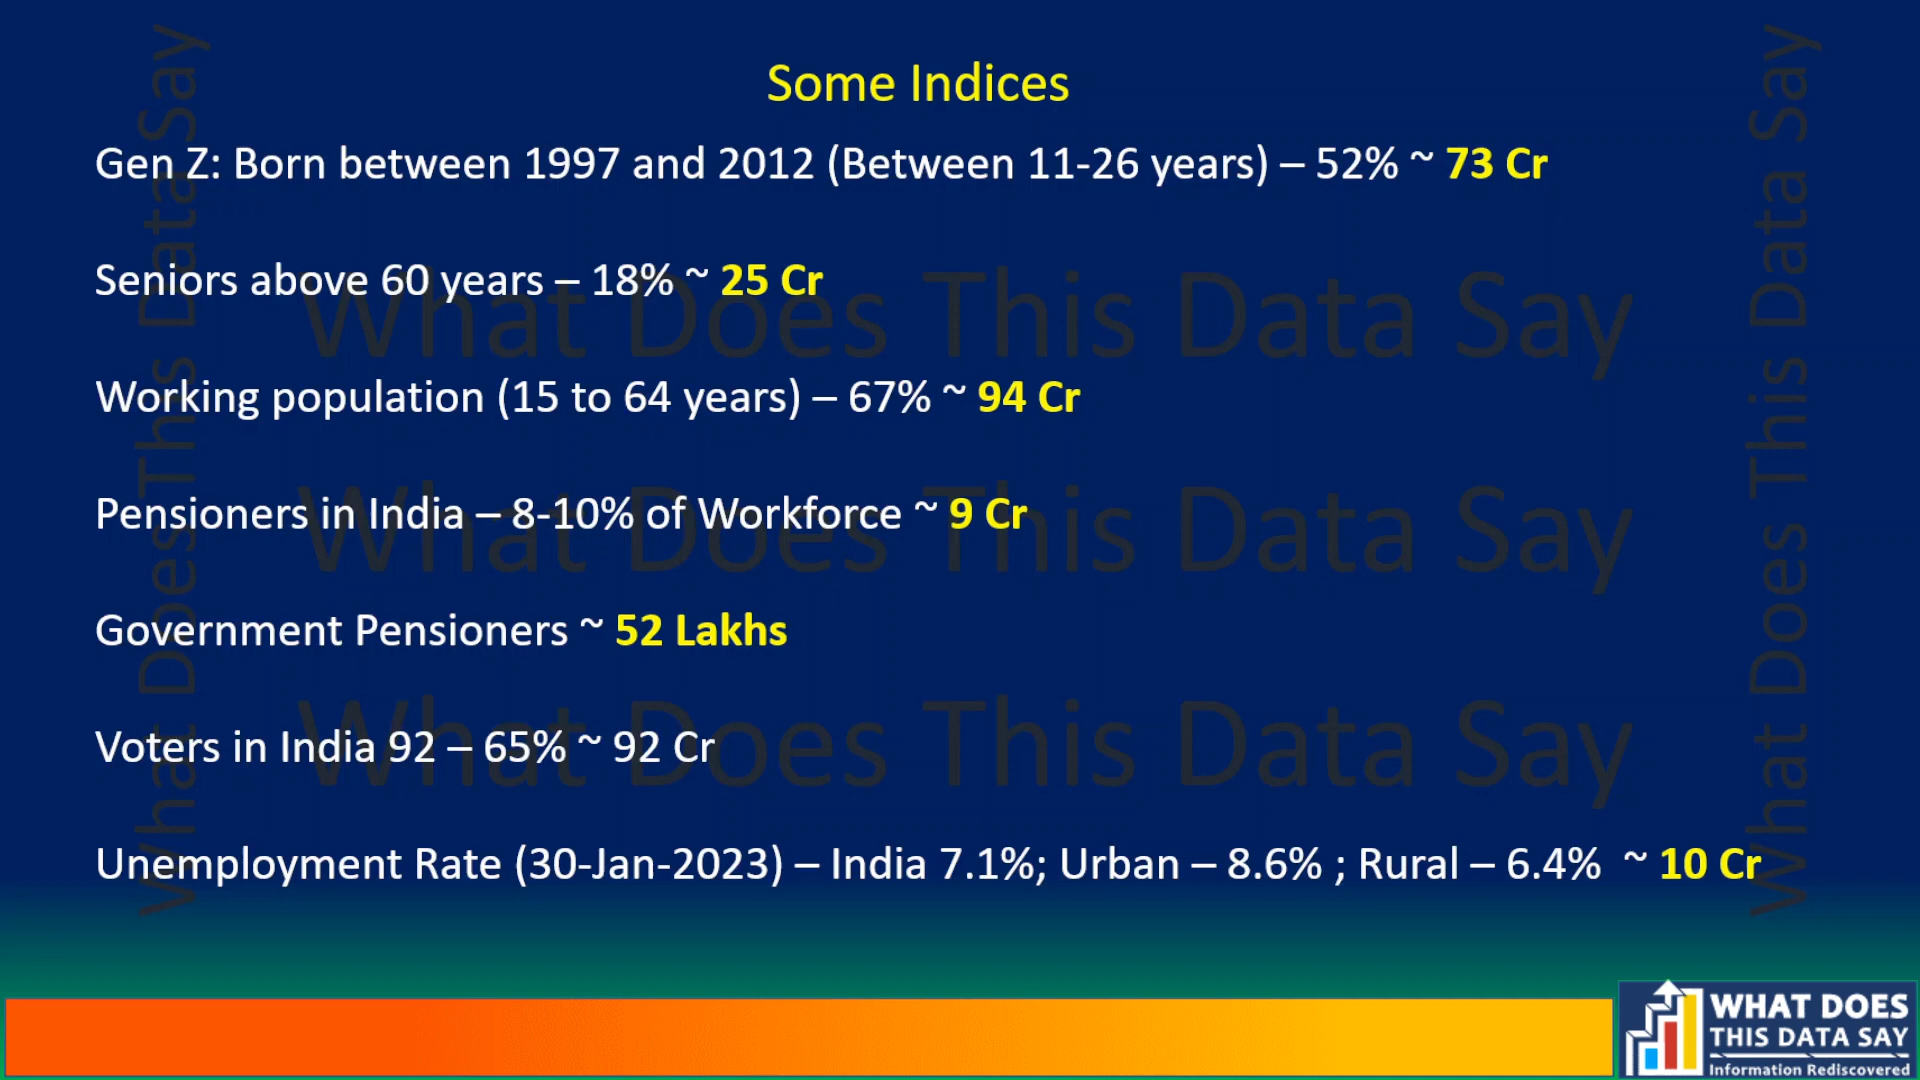 Some Indices
Gen Z: Born between 1997 and 2012 (Between 11-26 years) – 52% ~ 73 Cr
Seniors above 60 years – 18% ~ 25 Cr
Working population (15 to 64 years) – 67% ~ 94 Cr
Pensioners in India – 8-10% of Workforce ~ 9 Cr
Government Pensioners ~ 52 Lakhs
Voters in India 92 – 65% ~ 92 Cr
Unemployment Rate (30-Jan-2023) – India 7.1%; Urban – 8.6% ; Rural – 6.4% ~ 10 Cr
What Does This Data Say
What Does This Data Say
What Does This Data Say
What Does This Data Say
What Does This Data Say
WHAT DOES
THIS DATA SAY
Information Rediscovered